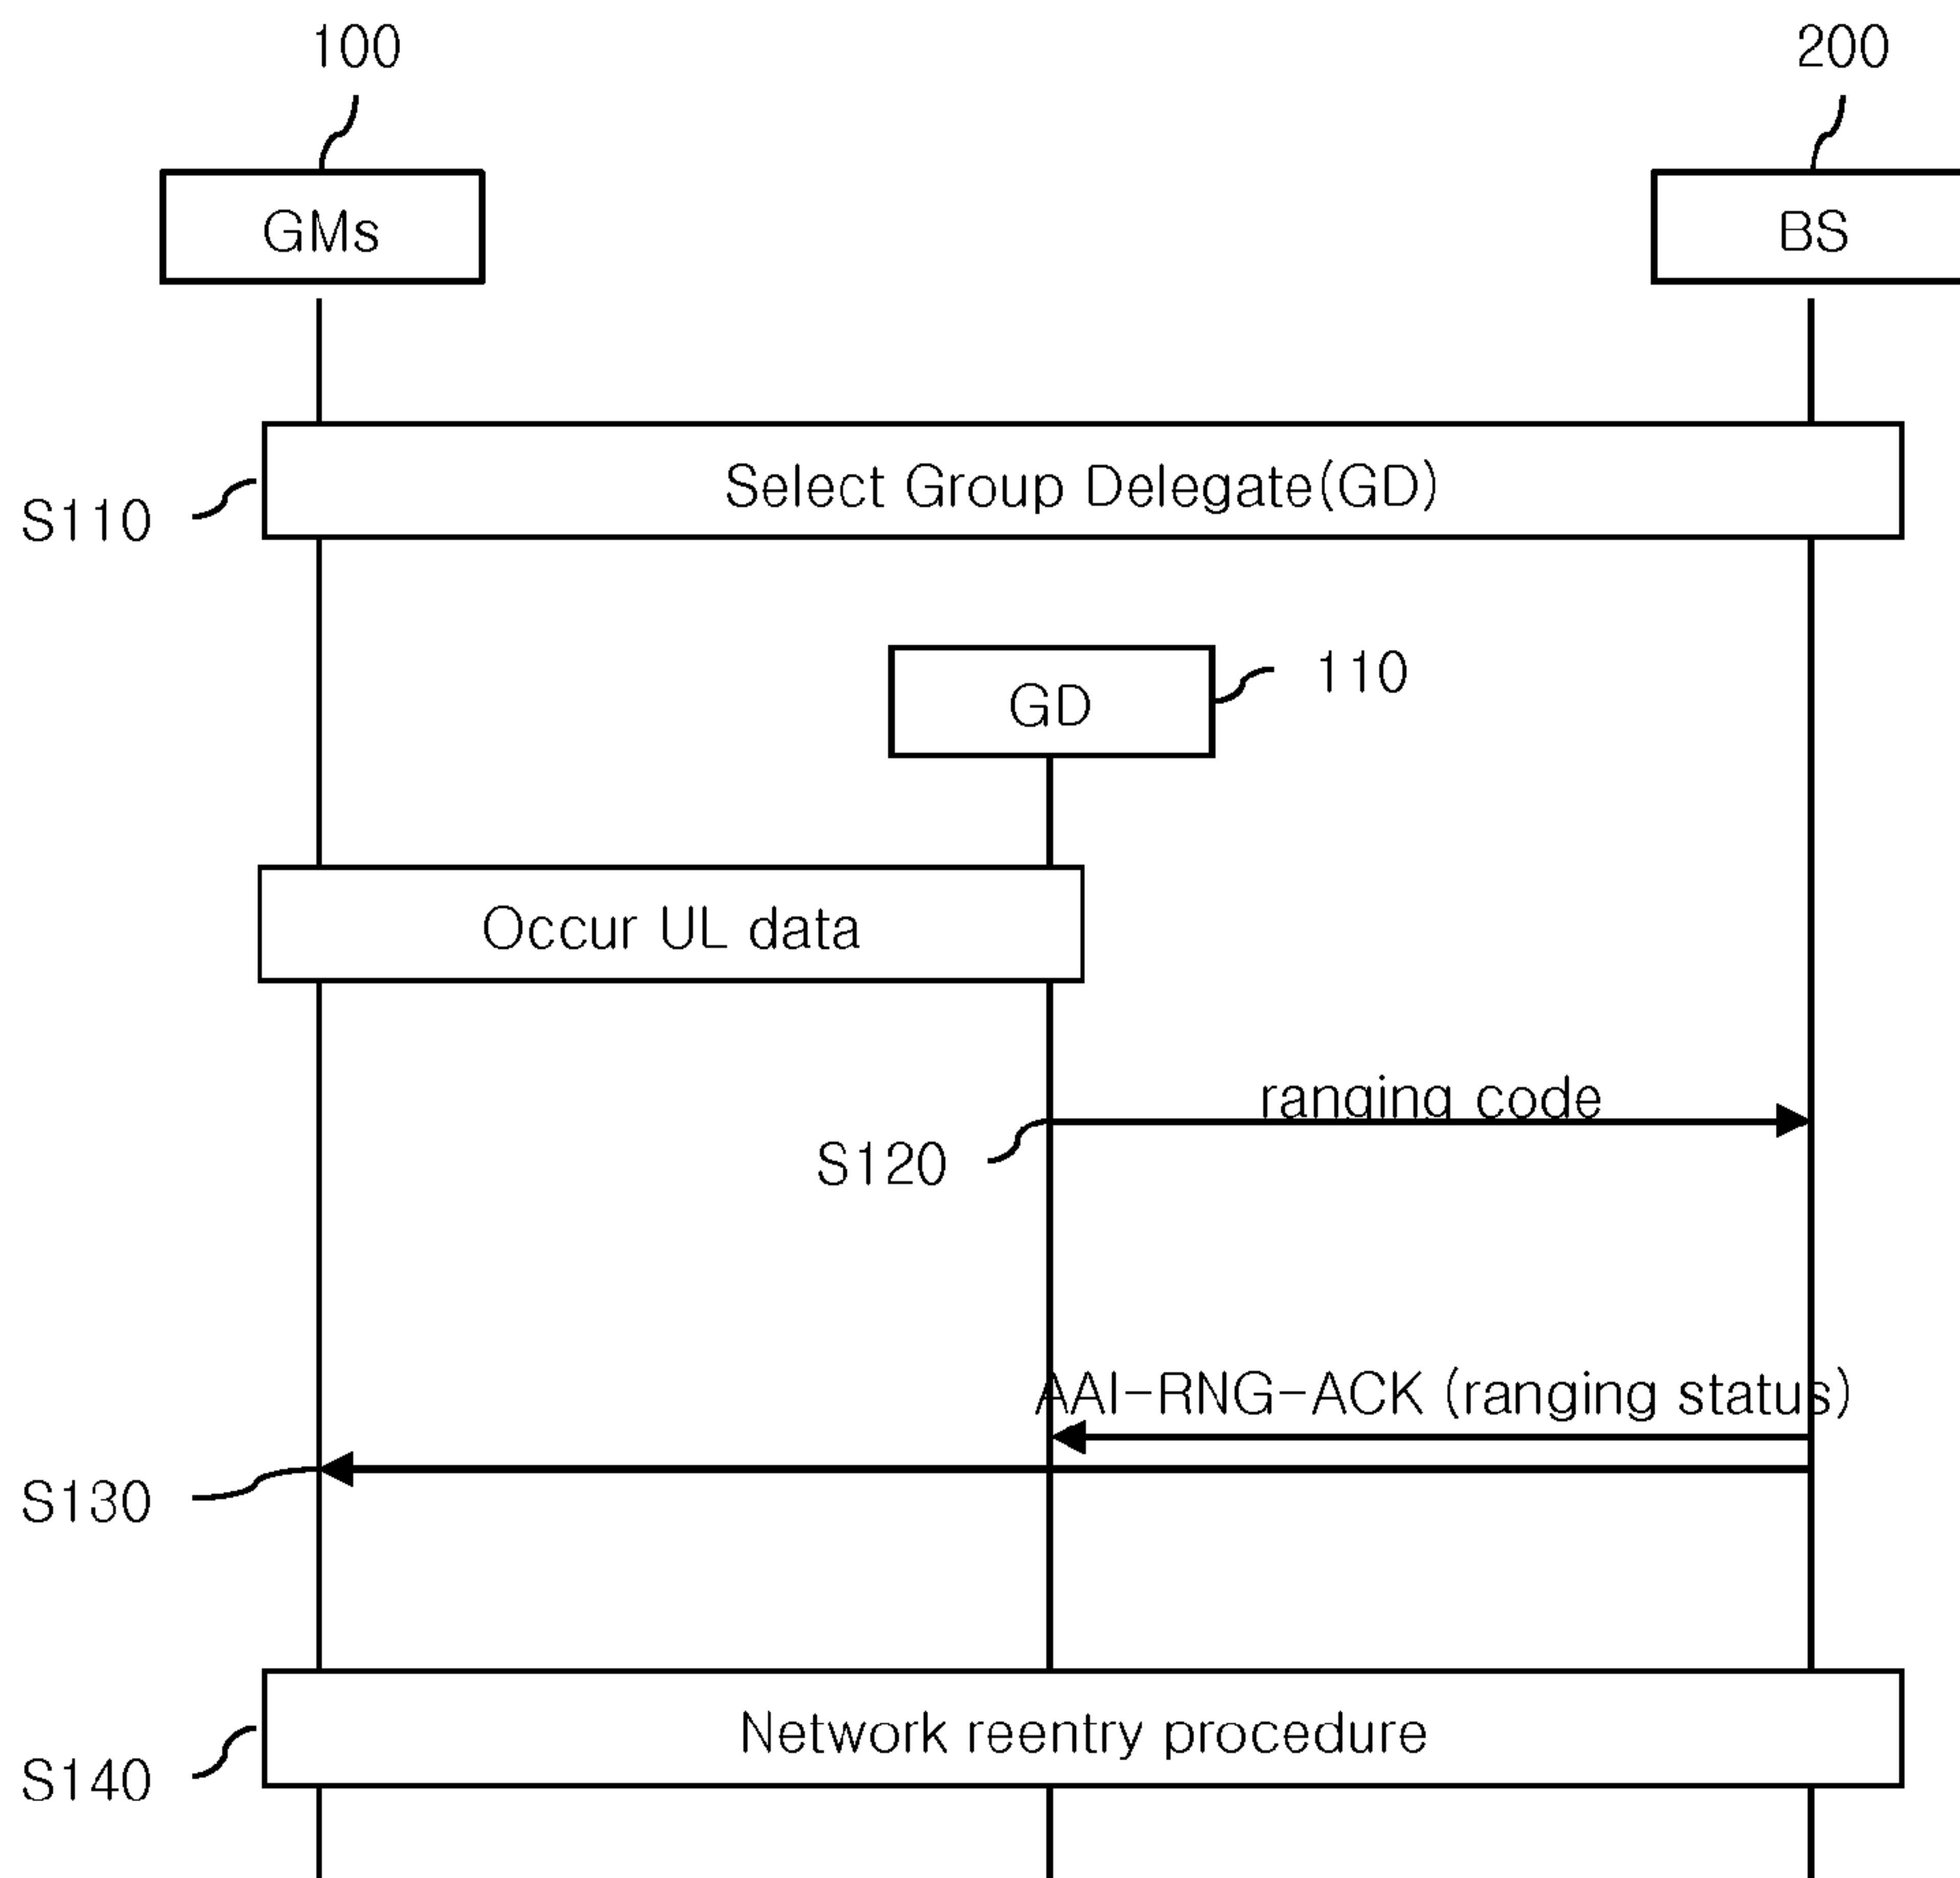 100
200
GMs
BS
Select Group Delegate(GD)
S110
110
GD
Occur UL data
ranging code
S120
AAI-RNG-ACK (ranging status)
S130
Network reentry procedure
S140